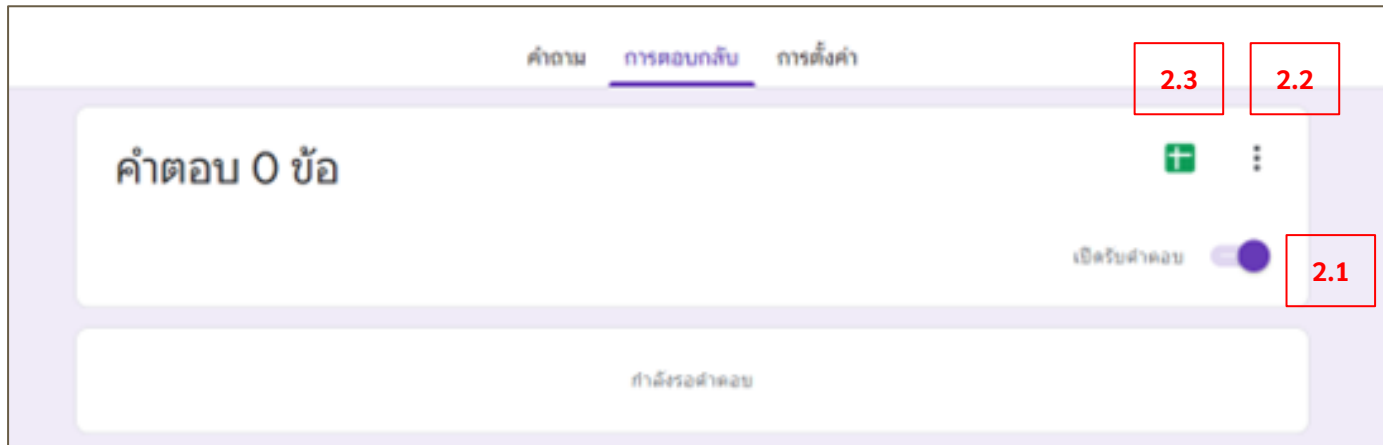 คำถาม การตอบกลับ การตั้งค่า
2.3 2.2
คำตอบ 0 ข้อ
เปิดรับคำตอบ
2.1
กำลังรอคำตอบ